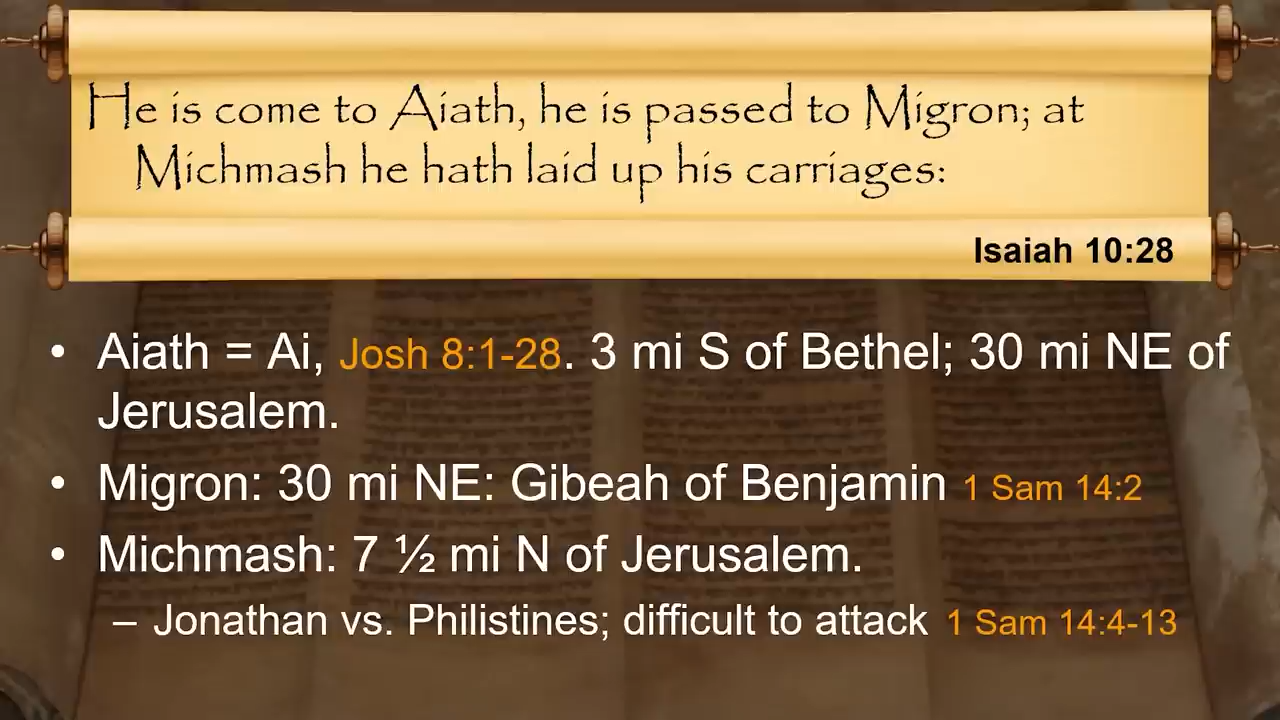 He is come to Aiath, he is passed to Migron; at
Michmash he hath laid up his carriages:
Isaiah 10:28
• Aiath = Ai, Josh 8:1-28. 3 mi S of Bethel; 30 mi NE of
Jerusalem.
• Migron: 30 mi NE: Gibeah of Benjamin 1 Sam 14:2
• Michmash: 7 ½ mi N of Jerusalem.
– Jonathan vs. Philistines; difficult to attack 1 Sam 14:4-13